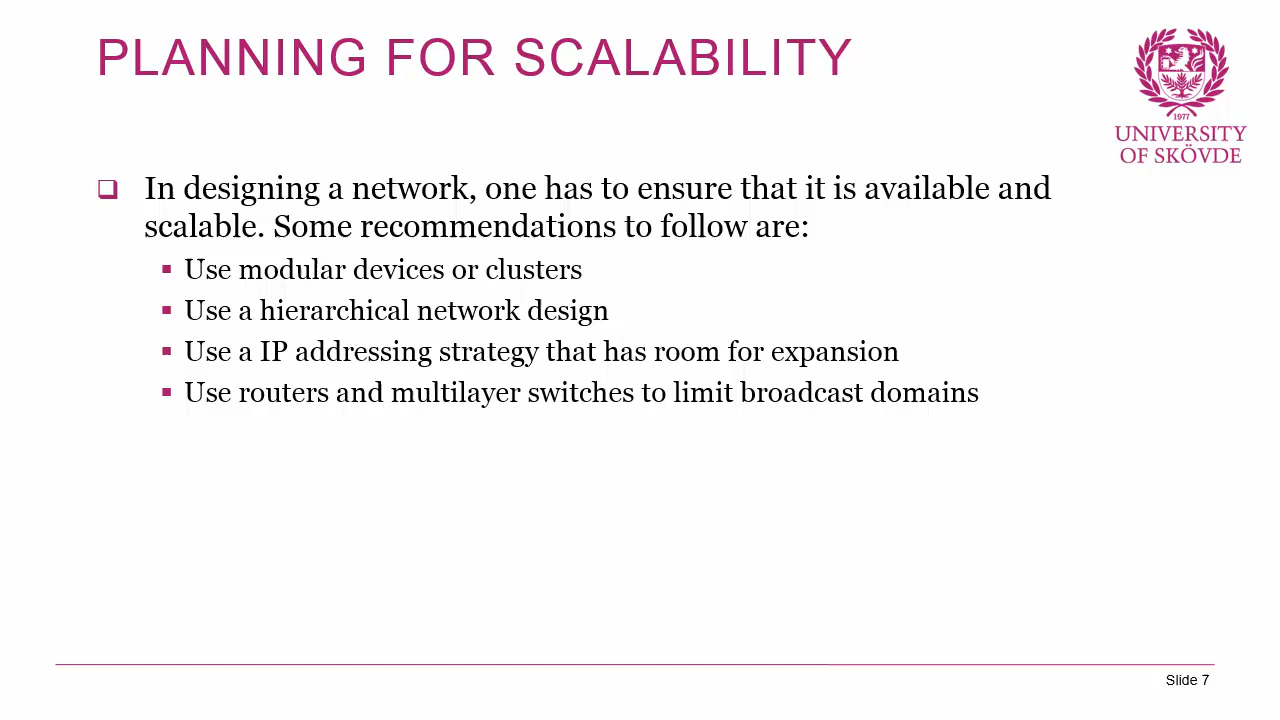 PLANNING FOR SCALABILITY
1977
UNIVERSITY
OF SKÖVDE
In designing a network, one has to ensure that it is available and
scalable. Some recommendations to follow are:
Use modular devices or clusters
Use a hierarchical network design
Use a IP addressing strategy that has room for expansion
Use routers and multilayer switches to limit broadcast domains
Slide 7